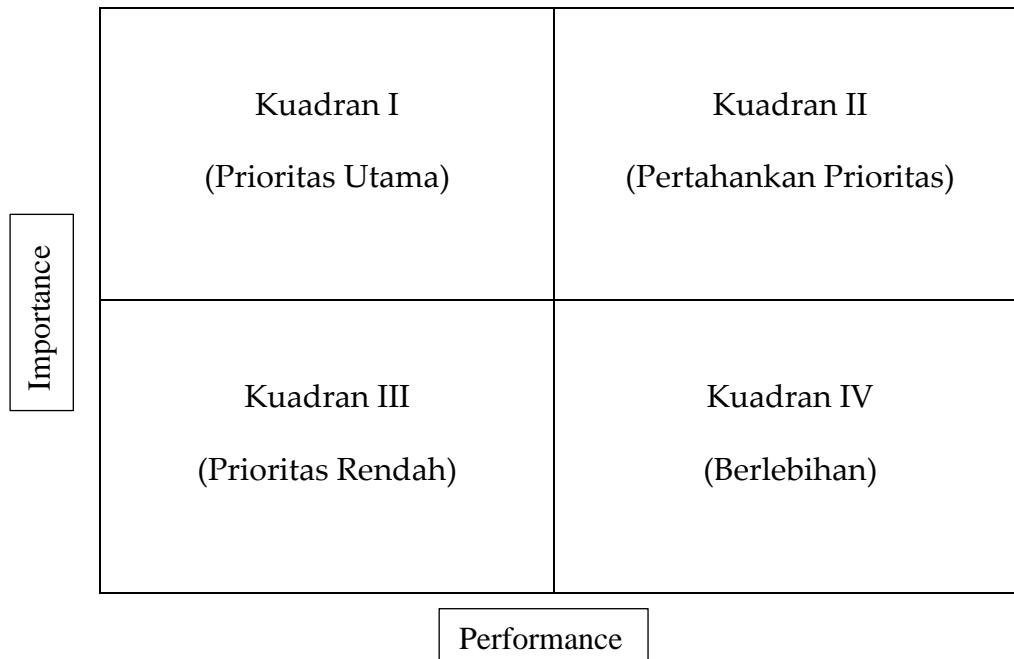 Kuadran I
(Prioritas Utama)
Kuadran II
(Pertahankan Prioritas)
Importance
Kuadran III
(Prioritas Rendah)
Kuadran IV
(Berlebihan)
Performance